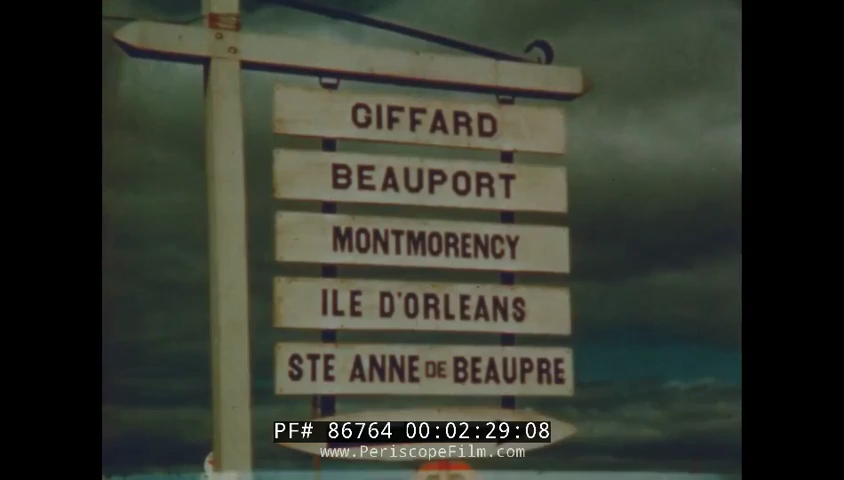 GIFFARD
BEAUPORT
MONTMORENCY
ILE D'ORLEANS
STE ANNE DE BEAUPRE
PF# 86764 00:02:29:08
www.PeriscopeFilm.com